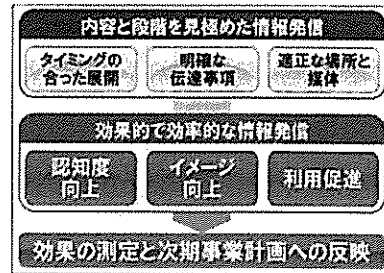 内容と段階を見極めた情報発信
タイミングの
合った展開
明確な
伝達事項
適正な場所と
媒体
効果的で効率的な情報発信
認知度
向上
イメージ
向上
利用促進
効果の測定と次期事業計画への反映